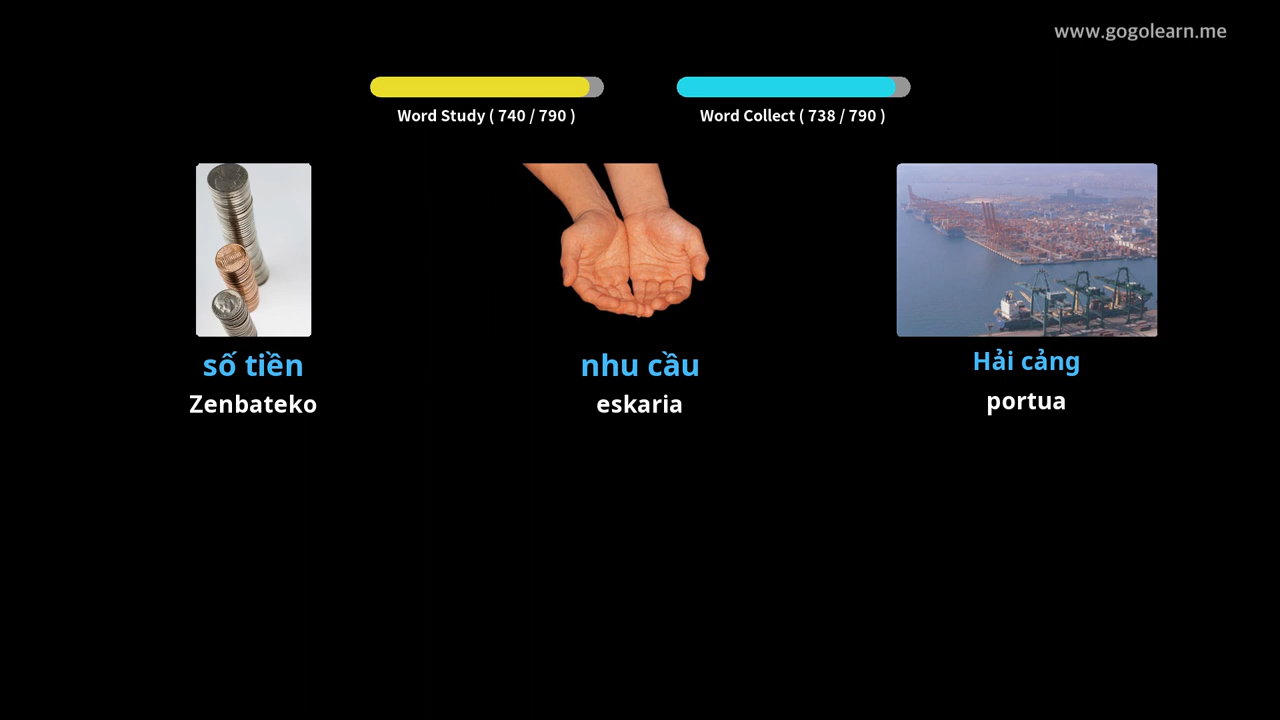 www.gogolearn.me
Word Study ( 740 / 790 )
Word Collect ( 738 / 790 )
số tiền
nhu cầu
Hải cảng
Zenbateko
eskaria
portua